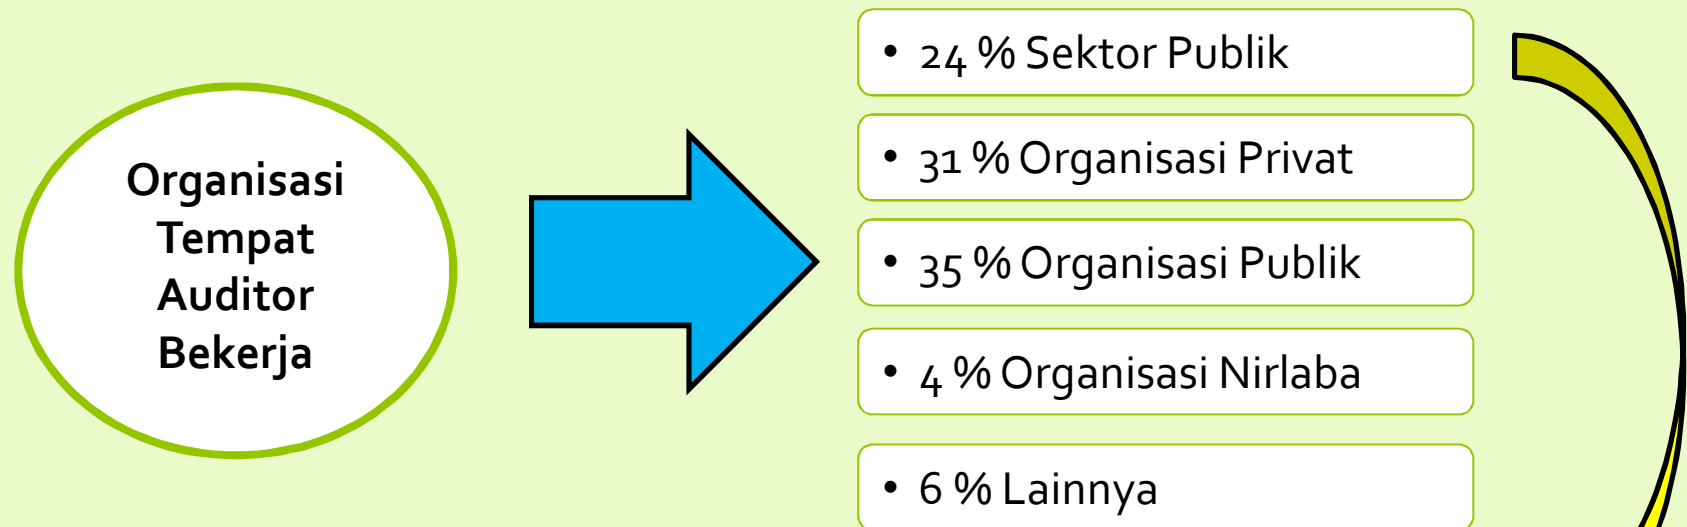 Organisasi
Tempat
Auditor
Bekerja
• 24 % Sektor Publik
• 31 % Organisasi Privat
• 35 % Organisasi Publik
• 4 % Organisasi Nirlaba
• 6 % Lainnya